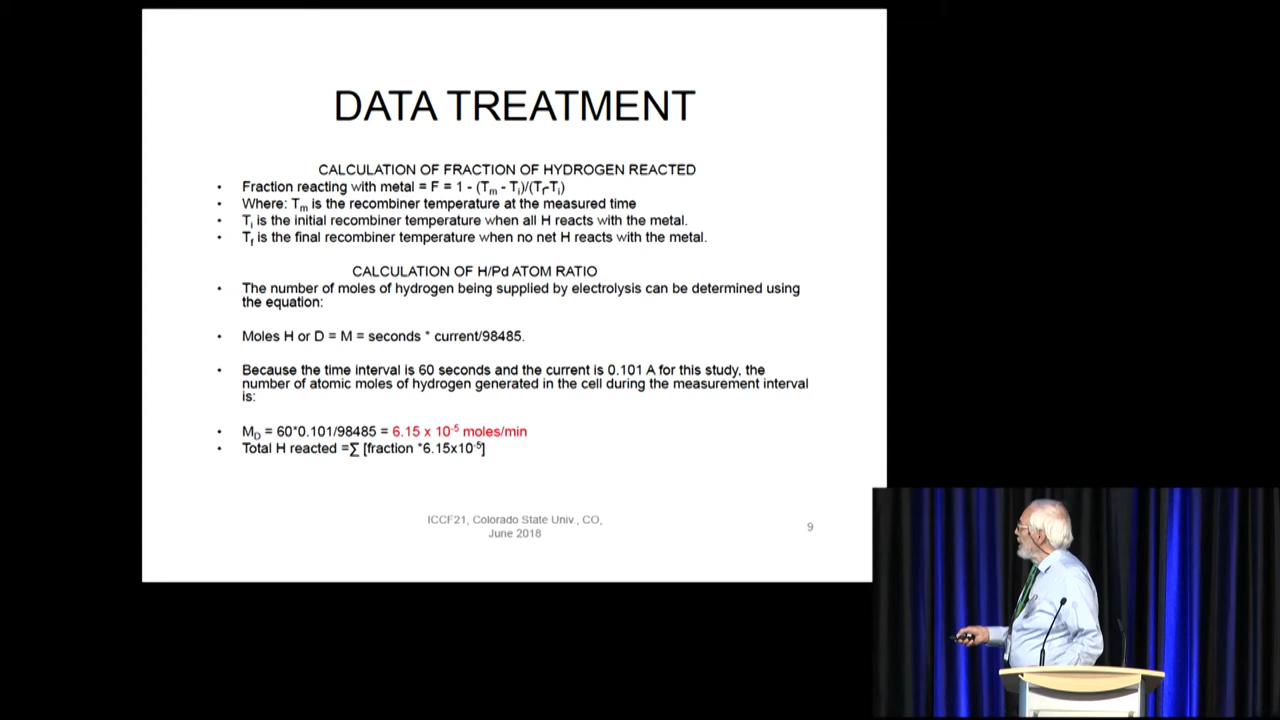 DATA TREATMENT
CALCULATION OF FRACTION OF HYDROGEN REACTED
• Fraction reacting with metal = F = 1 - (Tm - Ti)/(Tf-Ti)
• Where: Tm is the recombiner temperature at the measured time
• Ti is the initial recombiner temperature when all H reacts with the metal.
• Tf is the final recombiner temperature when no net H reacts with the metal.
CALCULATION OF H/Pd ATOM RATIO
• The number of moles of hydrogen being supplied by electrolysis can be determined using
the equation:
• Moles H or D = M = seconds * current/98485.
• Because the time interval is 60 seconds and the current is 0.101 A for this study, the
number of atomic moles of hydrogen generated in the cell during the measurement interval
is:
• MD = 60*0.101/98485 = 6.15 x 10-5 moles/min
• Total H reacted =∑ [fraction *6.15x10-5]
ICCF21, Colorado State Univ., CO,
June 2018
9